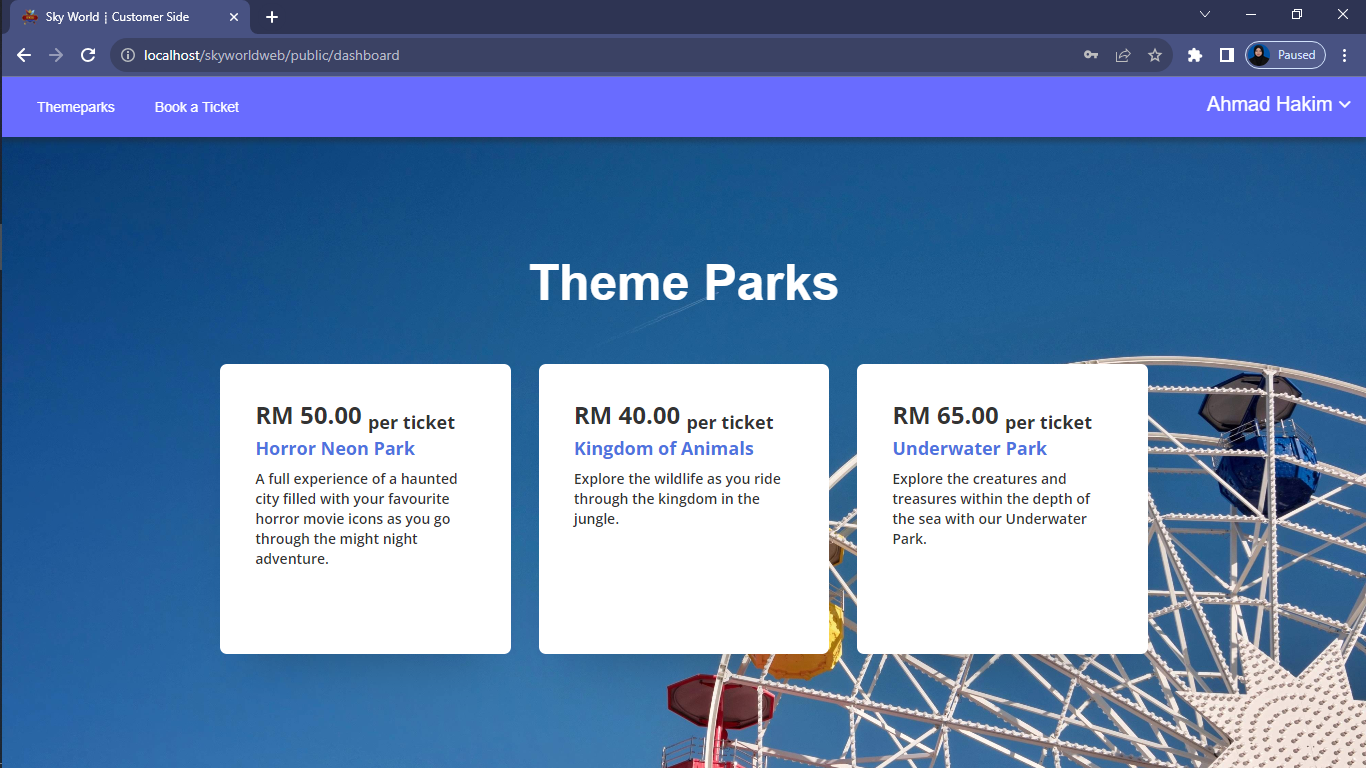 Sky World | Customer Side
localhost/skyworldweb/public/dashboard
Paused
Themeparks
Book a Ticket
Ahmad Hakim
Theme Parks
RM 50.00 per ticket
Horror Neon Park
A full experience of a haunted
city filled with your favourite
horror movie icons as you go
through the might night
adventure.
RM 40.00 per ticket
Kingdom of Animals
Explore the wildlife as you ride
through the kingdom in the
jungle.
RM 65.00 per ticket
Underwater Park
Explore the creatures and
treasures within the depth of
the sea with our Underwater
Park.